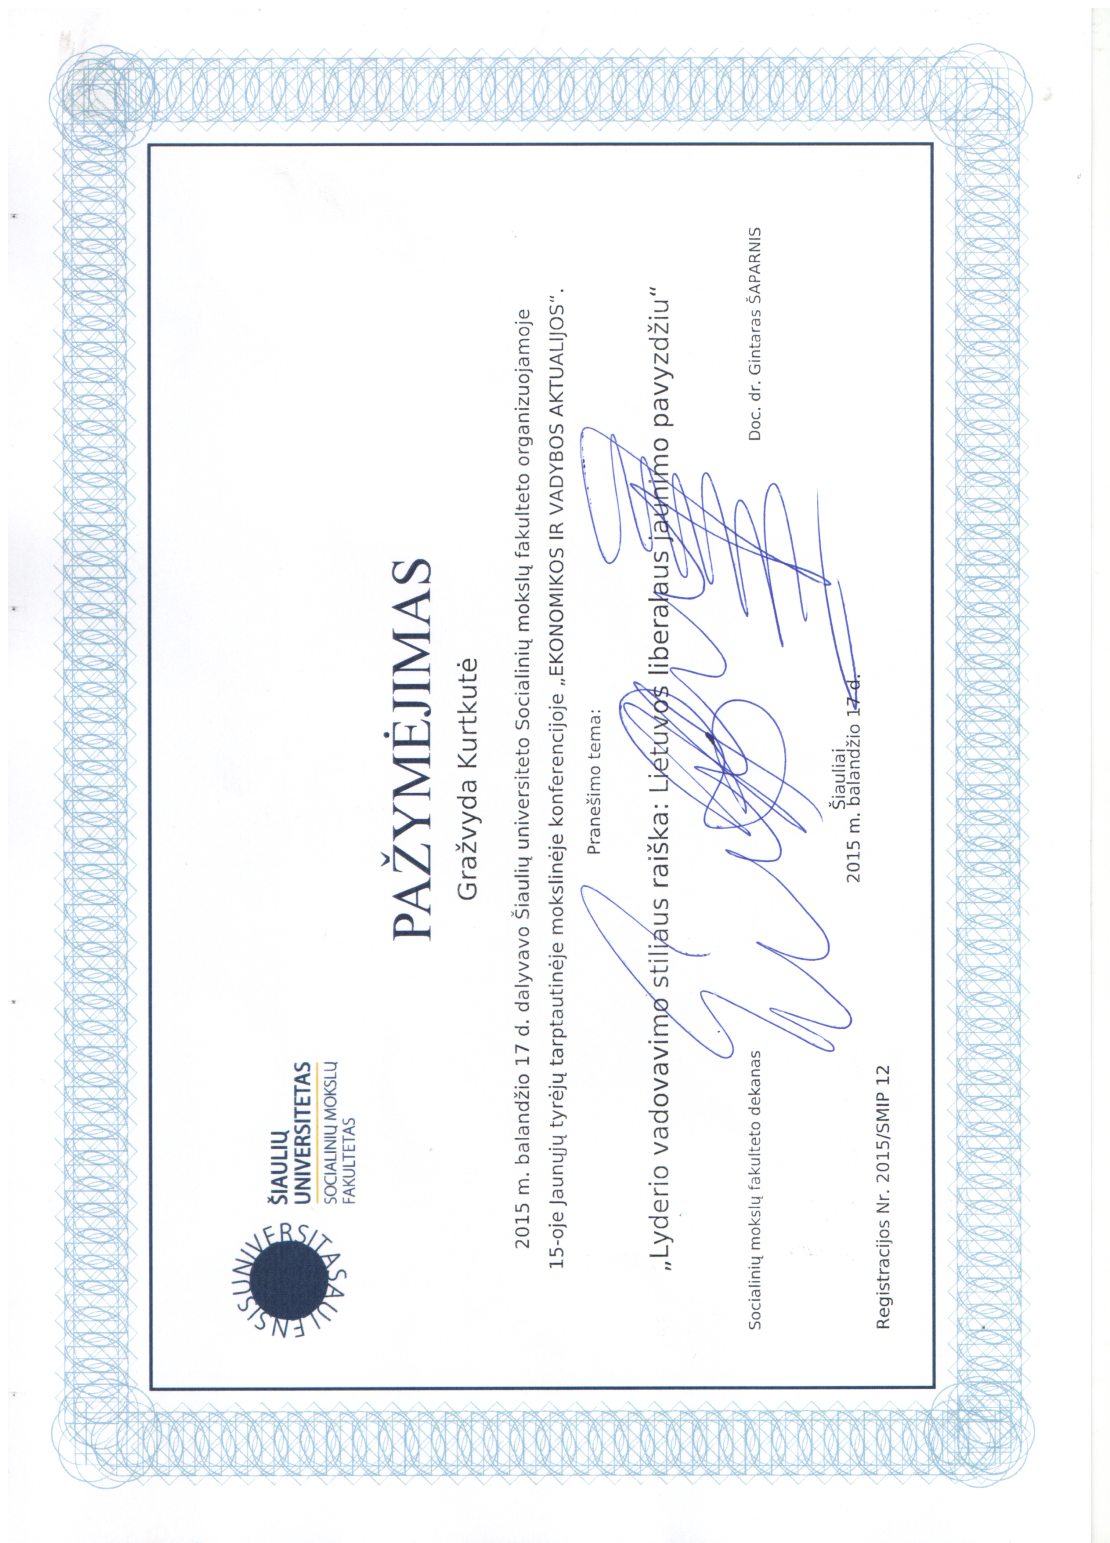 UNIVERSITAS SAULENSIS
ŠIAULIŲ
UNIVERSITETAS
SOCIALINIŲ MOKSLŲ
FAKULTETAS
PAŽYMĖJIMAS
Gražvyda Kurtkutė
2015 m. balandžio 17 d. dalyvavo Šiaulių universiteto Socialinių mokslų fakulteto organizuojamoje
15-oje Jaunųjų tyrėjų tarptautinėje mokslinėje konferencijoje „EKONOMIKOS IR VADYBOS AKTUALIJOS“.
Pranešimo tema:
„Lyderio vadovavimo stiliaus raiška: Lietuvos liberalaus jaunimo pavyzdžiu“
Socialinių mokslų fakulteto dekanas Doc. dr. Gintaras ŠAPARNIS
Šiauliai
2015 m. balandžio 17 d.
Registracijos Nr. 2015/SMIP 12